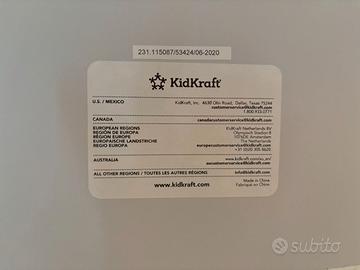 231.115087/53424/06-2020
KidKraft
U.S./ MEXICO
KidKraft, Inc. 4630 Olin Road, Dallas, Texas 75244
customerservice@kidkraft.com
1.800.933.0771
CANADA
canadacustomerservice@kidkraft.com
EUROPEAN REGIONS
REGIÓN DE EUROPA
RÉGION EUROPE
EUROPAISCHE LANDSTRICHE
REGIO EUROPA
KidKraft Netherlands BV
Olympisch Stadion 8
1076DE Amsterdam
The Netherlands
europecustomerservice@kidkraft.com
+31 (0)20 305 8620
AUSTRALIA
www.kidkraft.com/au_en/
aucustomerservice@kidkraft.com
ALL OTHER REGIONS / TOUTES LES AUTRES RÉGIONS
info@kidkraft.com
www.kidkraft.com
Made in China
Fabriqué en Chine
subito